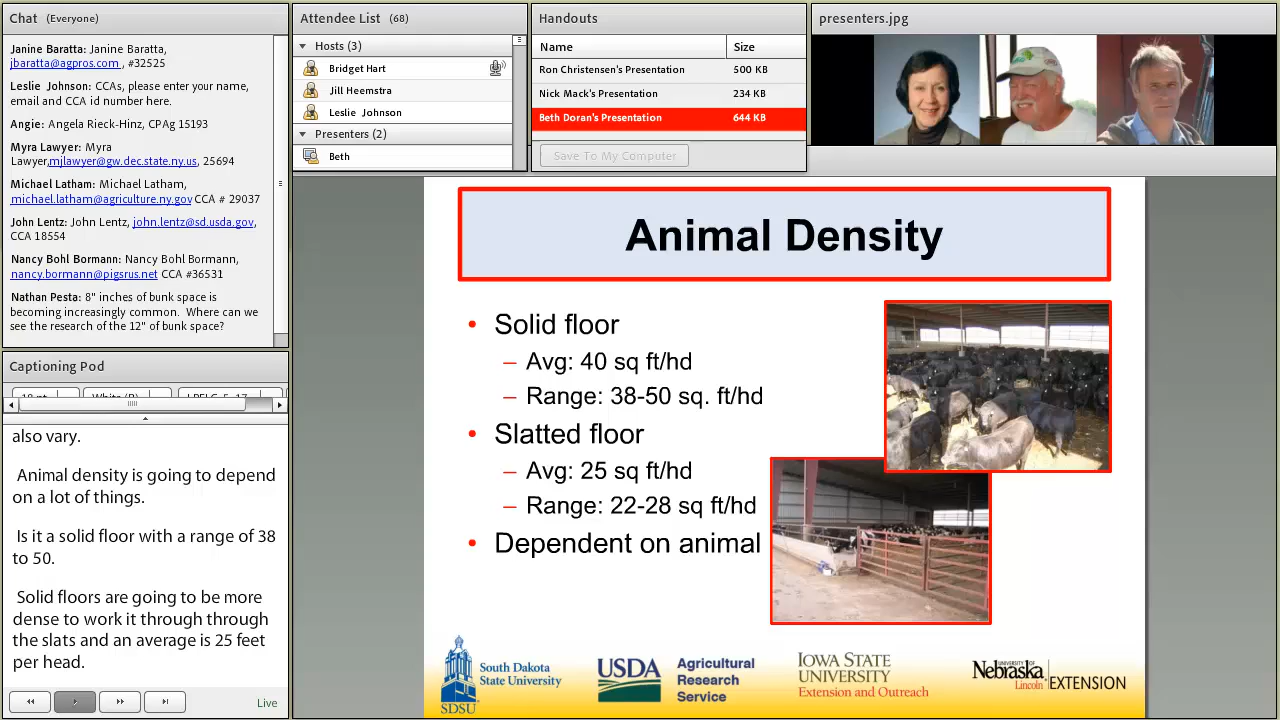 Chat (Everyone)
Janine Baratta: Janine Baratta,
jbaratta@agpros.com , #32525
Leslie Johnson: CCAs, please enter your name,
email and CCA id number here.
Angie: Angela Rieck-Hinz, CPAg 15193
Myra Lawyer: Myra
Lawyer,mjlawyer@gw.dec.state.ny.us, 25694
Michael Latham: Michael Latham,
michael.latham@agriculture.ny.gov CCA # 29037
John Lentz: John Lentz, john.lentz@sd.usda.gov,
CCA 18554
Nancy Bohl Bormann: Nancy Bohl Bormann,
nancy.bormann@pigsrus.net CCA #36531
Nathan Pesta: 8" inches of bunk space is
becoming increasingly common. Where can we
see the research of the 12" of bunk space?
Captioning Pod
18 pt
White (B)
LPELC_5_17
also vary.
Animal density is going to depend
on a lot of things.
Is it a solid floor with a range of 38
to 50.
Solid floors are going to be more
dense to work it through through
the slats and an average is 25 feet
per head.
Live
Attendee List (68)
Hosts (3)
Bridget Hart
Jill Heemstra
Leslie Johnson
Presenters (2)
Beth
Handouts
Name Size
Ron Christensen's Presentation 500 KB
Nick Mack's Presentation 234 KB
Beth Doran's Presentation 644 KB
Save To My Computer
presenters.jpg
Animal Density
• Solid floor
– Avg: 40 sq ft/hd
– Range: 38-50 sq. ft/hd
• Slatted floor
– Avg: 25 sq ft/hd
– Range: 22-28 sq ft/hd
• Dependent on animal
SDSU
South Dakota
State University
USDA
Agricultural
Research
Service
IOWA STATE
UNIVERSITY
Extension and Outreach
UNIVERSITY OF
Nebraska
Lincoln
EXTENSION